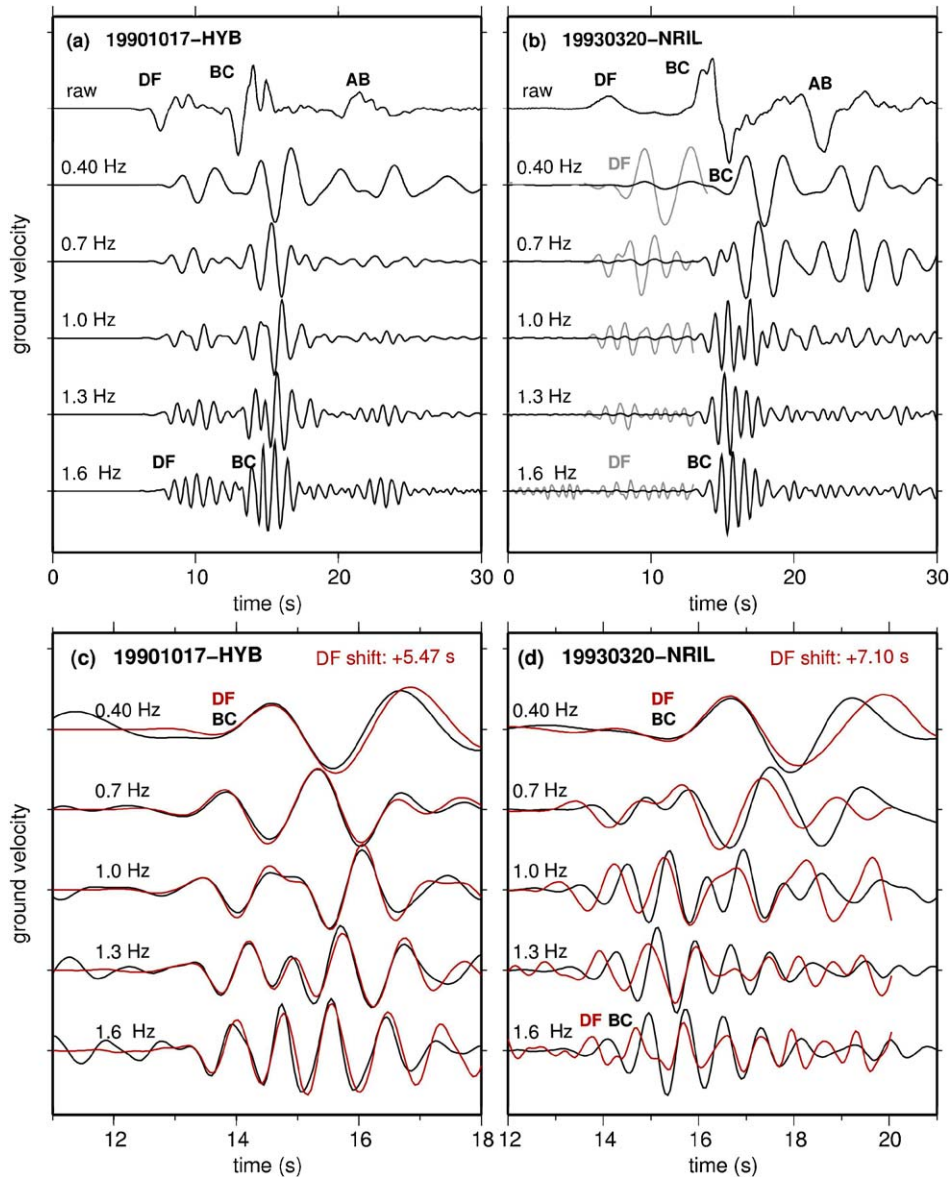 (a) 19901017-HYB
DF BC AB
raw
0.40 Hz
0.7 Hz
1.0 Hz
1.3 Hz
1.6 Hz
DF BC
ground velocity
0 10 20 30
time (s)
(b) 19930320-NRIL
DF BC AB
raw
0.40 Hz
DF
BC
0.7 Hz
1.0 Hz
1.3 Hz
1.6 Hz
DF BC
0 10 20 30
time (s)
(c) 19901017-HYB DF shift: +5.47 s
DF
BC
0.40 Hz
0.7 Hz
1.0 Hz
1.3 Hz
1.6 Hz
ground velocity
12 14 16 18
time (s)
(d) 19930320-NRIL DF shift: +7.10 s
DF
BC
0.40 Hz
0.7 Hz
1.0 Hz
1.3 Hz
DF BC
1.6 Hz
12 14 16 18 20
time (s)